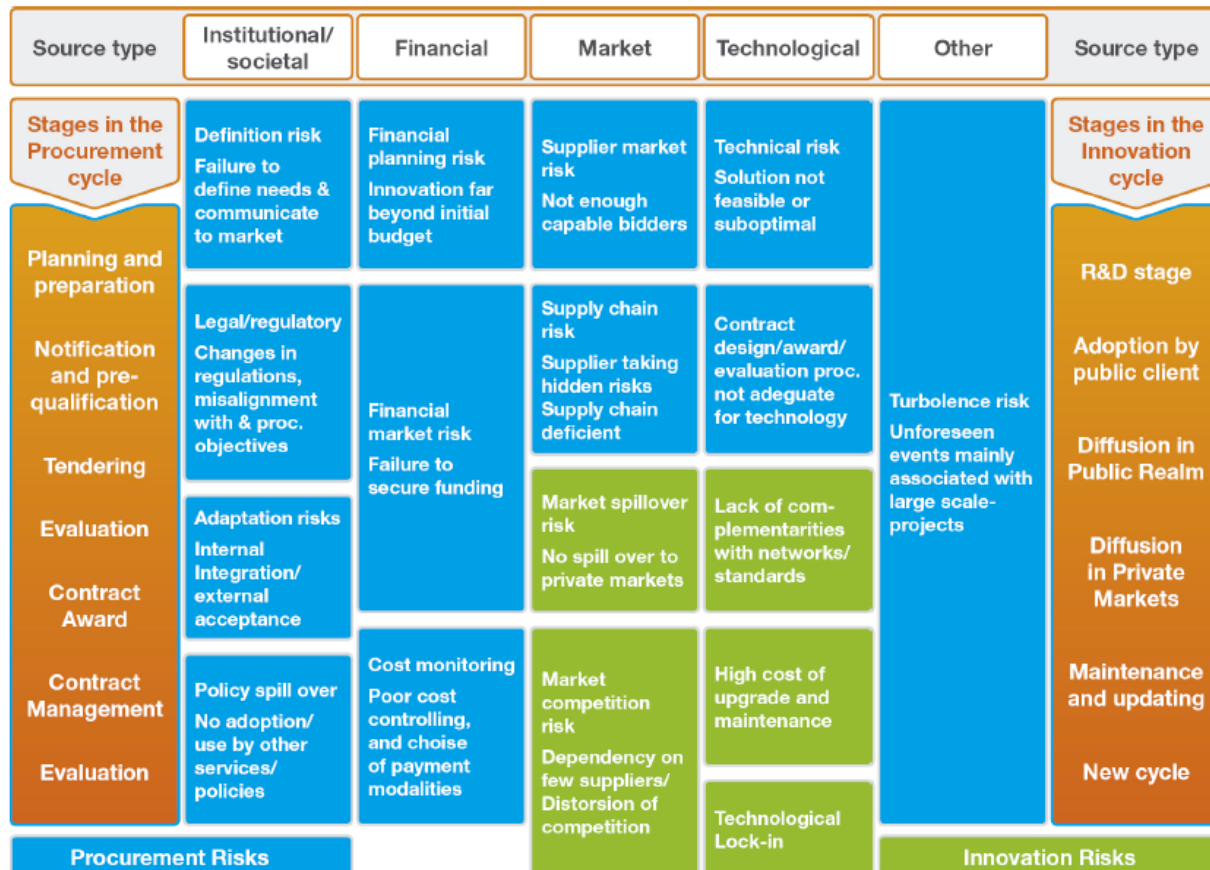 Source type
Institutional/
societal
Financial
Market
Technological
Other
Source type
Stages in the
Procurement
cycle
Planning and
preparation
Notification
and pre-
qualification
Tendering
Evaluation
Contract
Award
Contract
Management
Evaluation
Definition risk
Failure to
define needs &
communicate
to market
Legal/regulatory
Changes in
regulations,
misalignment
with & proc.
objectives
Adaptation risks
Internal
Integration/
external
acceptance
Policy spill over
No adoption/
use by other
services/
policies
Financial
planning risk
Innovation far
beyond initial
budget
Financial
market risk
Failure to
secure funding
Cost monitoring
Poor cost
controlling,
and choise
of payment
modalities
Supplier market
risk
Not enough
capable bidders
Supply chain
risk
Supplier taking
hidden risks
Supply chain
deficient
Market spillover
risk
No spill over to
private markets
Market
competition
risk
Dependency on
few suppliers/
Distorsion of
competition
Technical risk
Solution not
feasible or
suboptimal
Contract
design/award/
evaluation proc.
not adequate
for technology
Lack of com-
plementarities
with networks/
standards
High cost of
upgrade and
maintenance
Technological
Lock-in
Turbolence risk
Unforeseen
events mainly
associated with
large scale-
projects
Stages in the
Innovation
cycle
R&D stage
Adoption by
public client
Diffusion in
Public Realm
Diffusion
in Private
Markets
Maintenance
and updating
New cycle
Procurement Risks
Innovation Risks